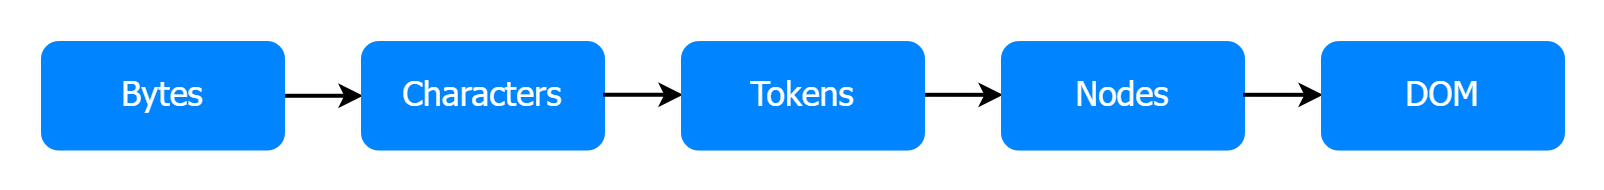 Bytes
Characters
Tokens
Nodes
DOM